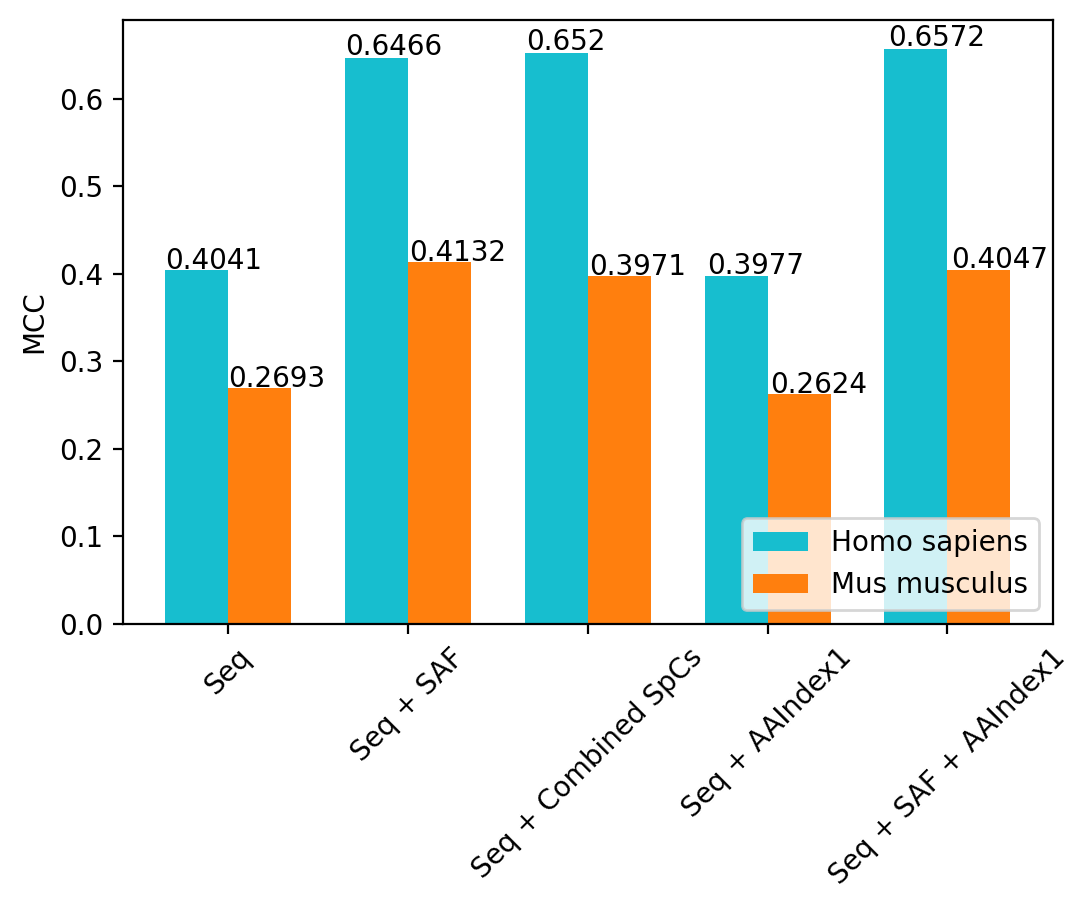 MCC
0.6
0.5
0.4
0.3
0.2
0.1
0.0
0.4041
0.2693
0.6466
0.4132
0.652
0.3971
0.3977
0.2624
0.6572
0.4047
Homo sapiens
Mus musculus
Seq
Seq + SAF
Seq + Combined SpCs
Seq + AAIndex1
Seq + SAF + AAIndex1